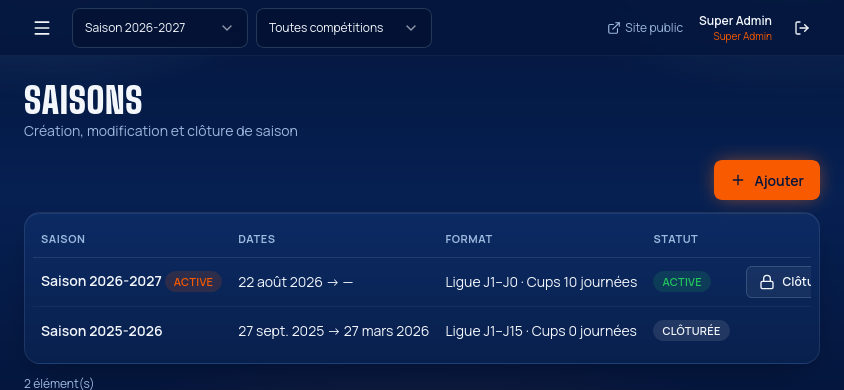 Saison 2026-2027 Toutes compétitions Site public Super Admin
Super Admin
SAISONS
Création, modification et clôture de saison
+ Ajouter
SAISON DATES FORMAT STATUT
Saison 2026-2027 ACTIVE 22 août 2026 → — Ligue J1–J0 · Cups 10 journées ACTIVE Clôtu
Saison 2025-2026 27 sept. 2025 → 27 mars 2026 Ligue J1–J15 · Cups 0 journées CLÔTURÉE
2 élément(s)